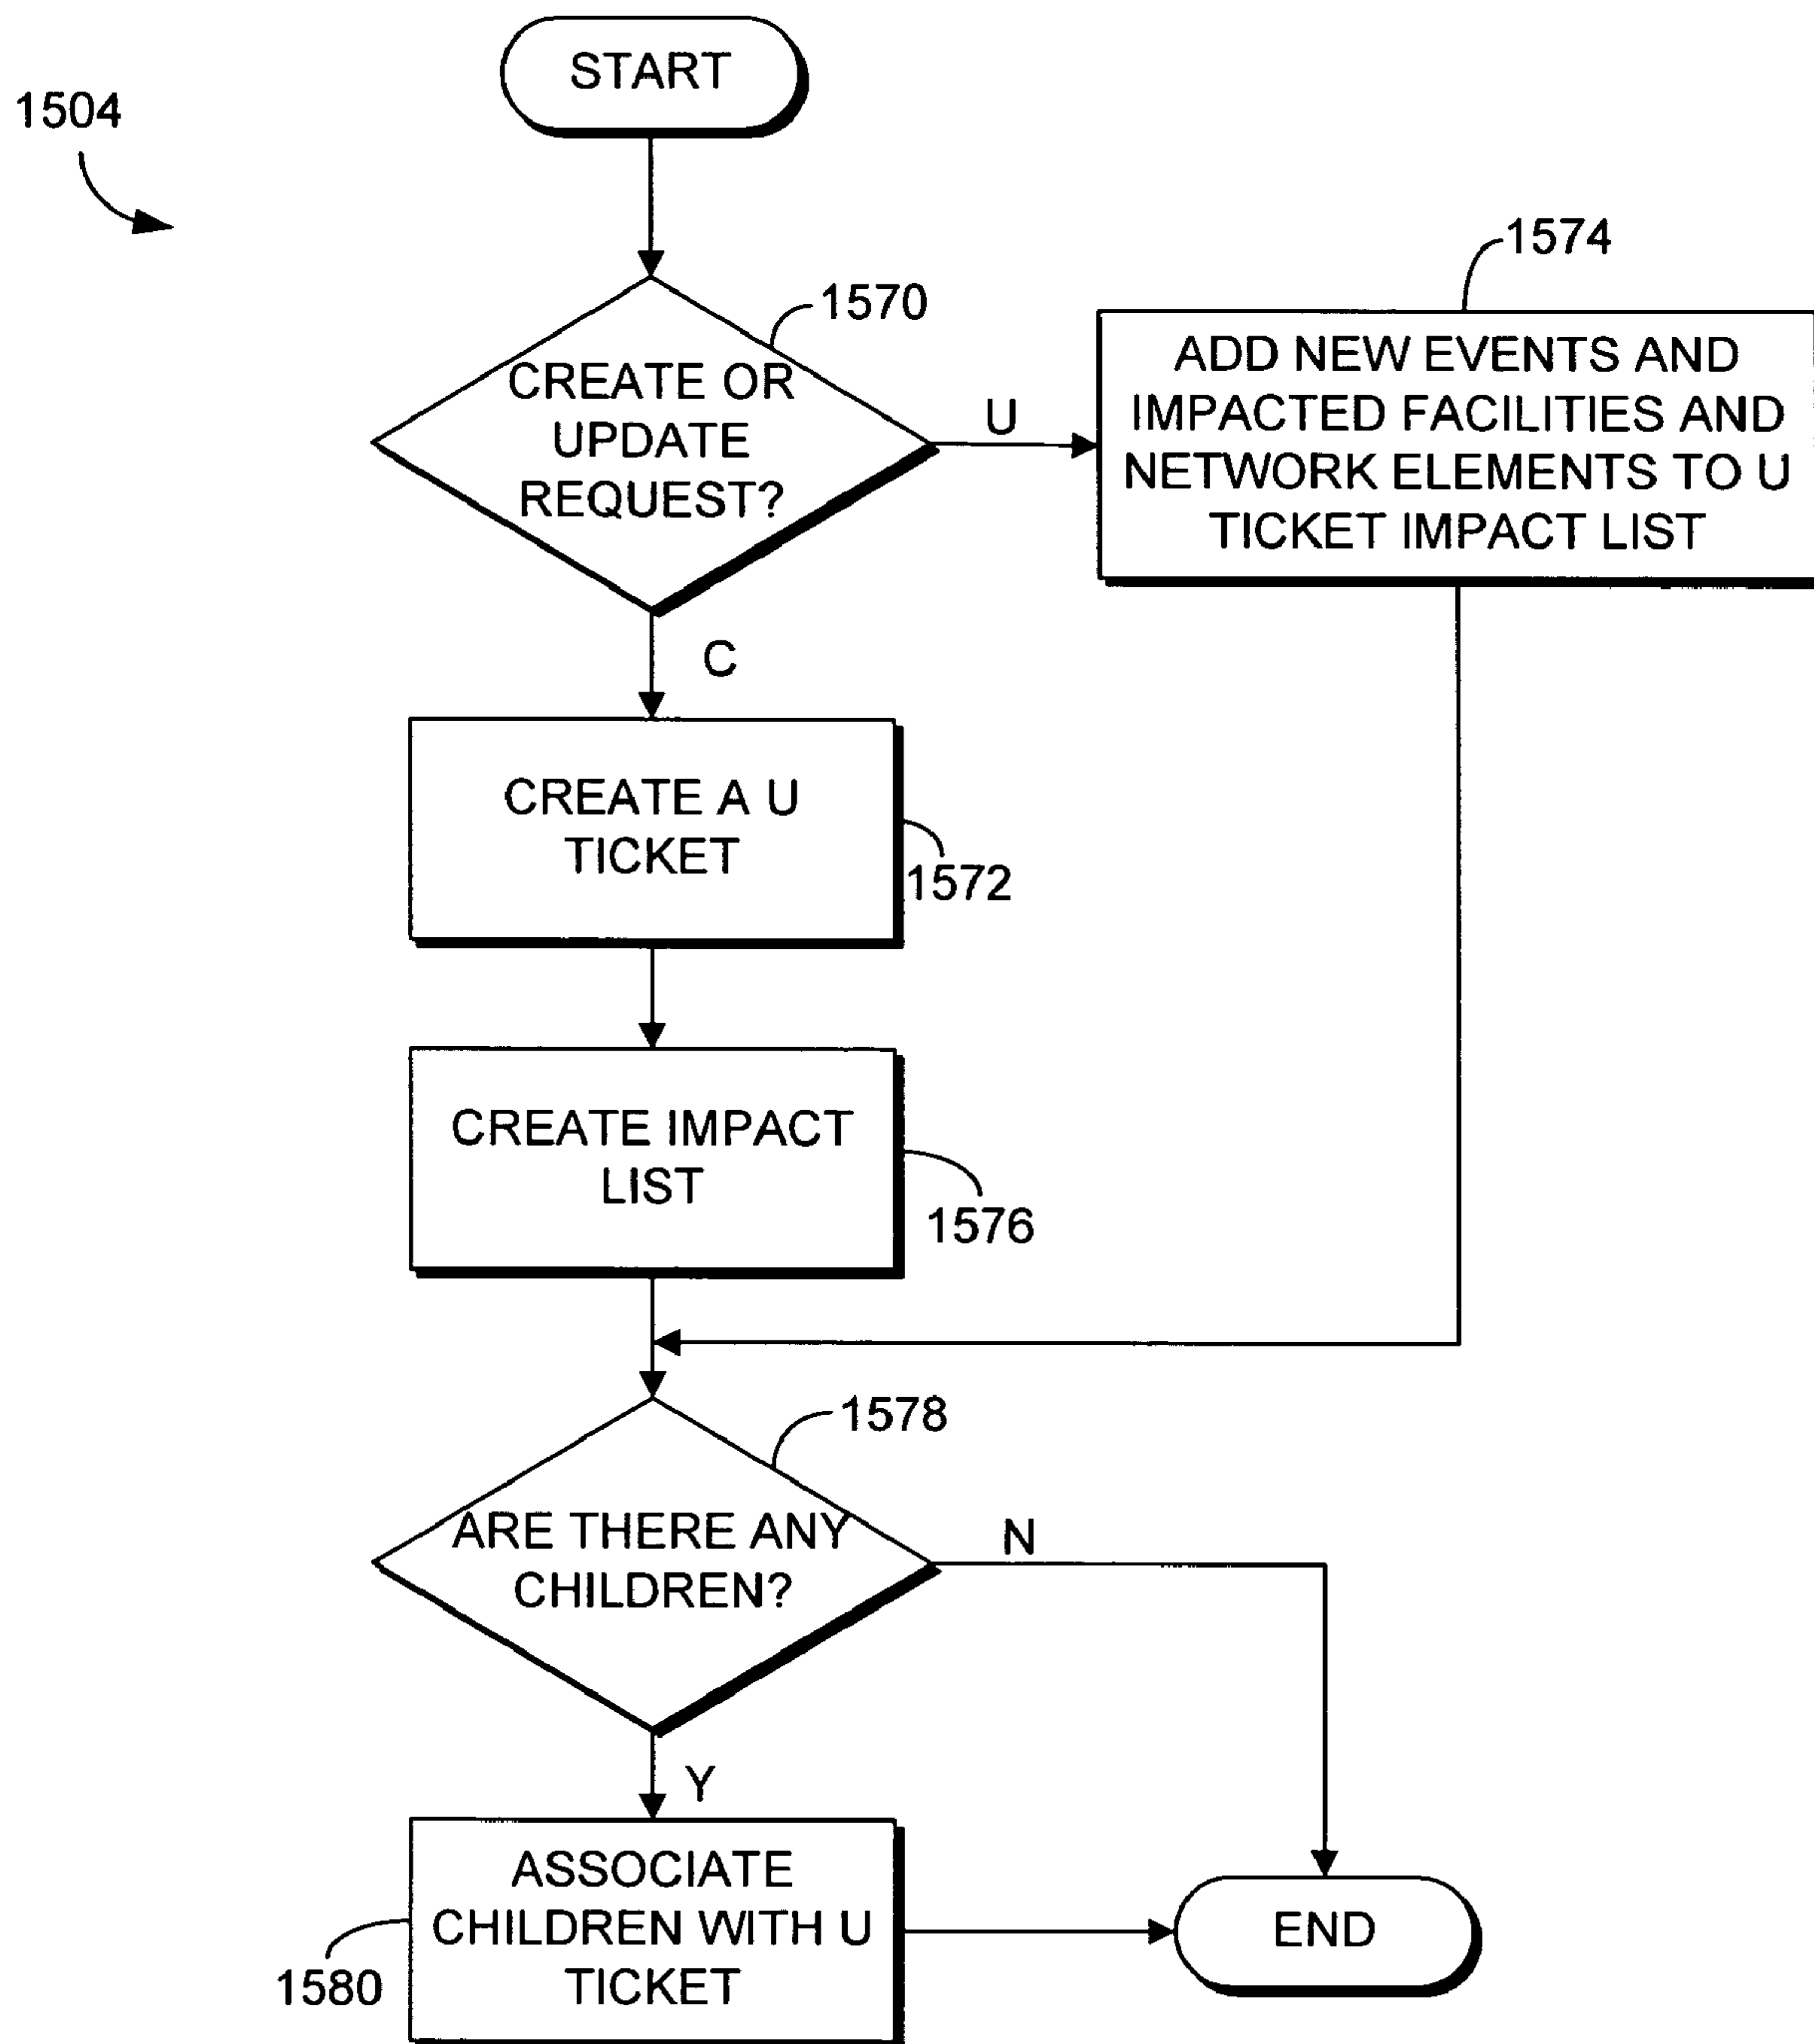 START
1504
1570
CREATE OR
UPDATE
REQUEST?
U
1574
ADD NEW EVENTS AND
IMPACTED FACILITIES AND
NETWORK ELEMENTS TO U
TICKET IMPACT LIST
C
CREATE A U
TICKET
1572
CREATE IMPACT
LIST
1576
1578
ARE THERE ANY
CHILDREN?
N
Y
ASSOCIATE
CHILDREN WITH U
TICKET
1580
END